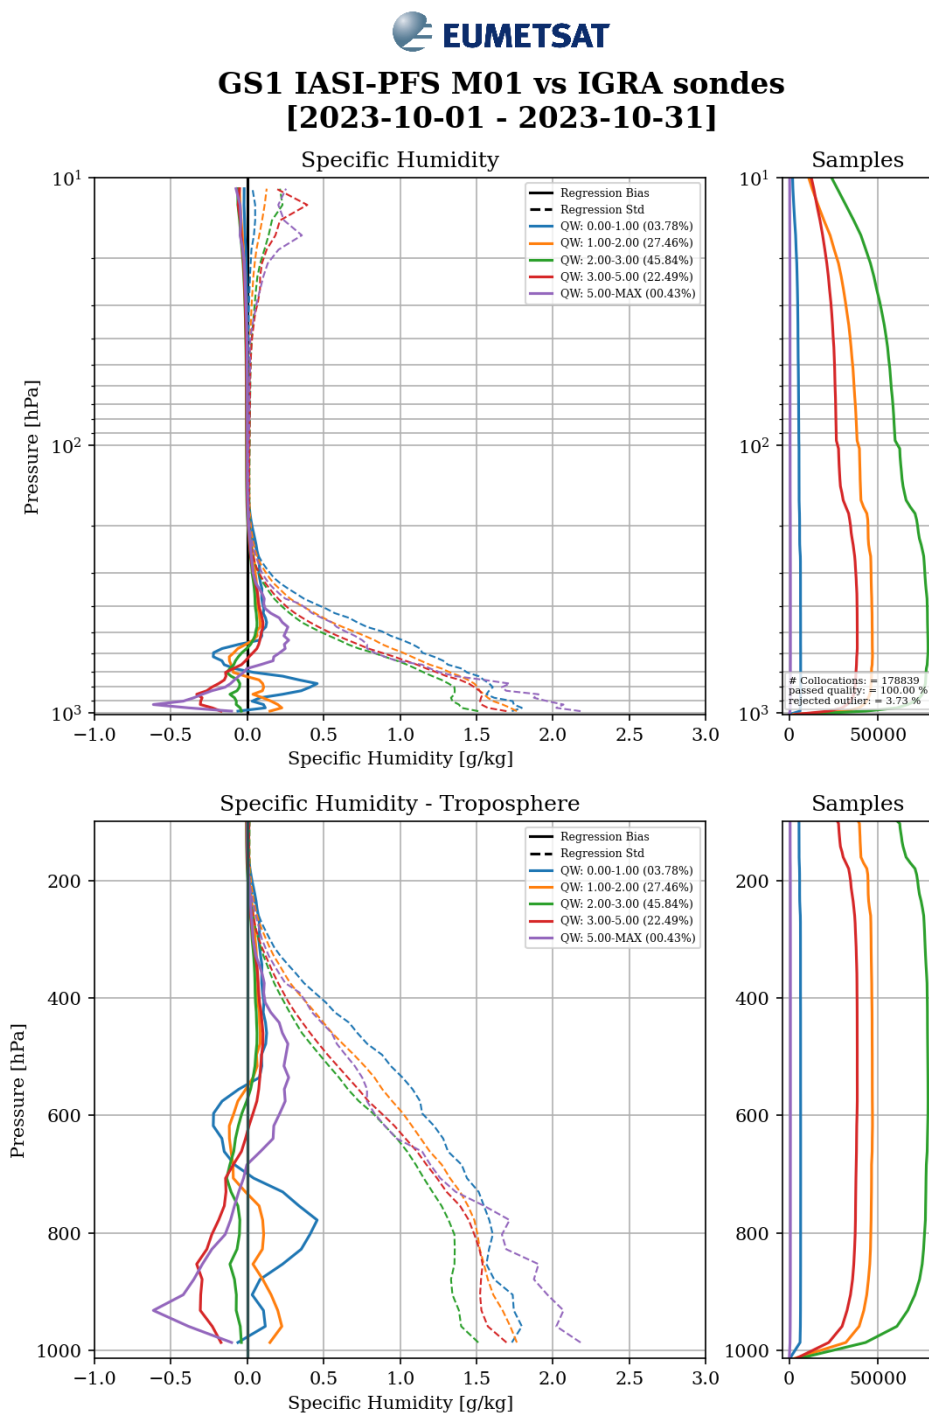 EUMETSAT
GS1 IASI-PFS M01 vs IGRA sondes
[2023-10-01 - 2023-10-31]
Specific Humidity
Samples
Pressure [hPa]
10¹
10²
10³
Regression Bias
Regression Std
QW: 0.00-1.00 (03.78%)
QW: 1.00-2.00 (27.46%)
QW: 2.00-3.00 (45.84%)
QW: 3.00-5.00 (22.49%)
QW: 5.00-MAX (00.43%)
−1.0 −0.5 0.0 0.5 1.0 1.5 2.0 2.5 3.0
Specific Humidity [g/kg]
10¹
10²
10³
# Collocations: = 178839
passed quality: = 100.00 %
rejected outlier: = 3.73 %
0 50000
Specific Humidity - Troposphere
Samples
Pressure [hPa]
200
400
600
800
1000
Regression Bias
Regression Std
QW: 0.00-1.00 (03.78%)
QW: 1.00-2.00 (27.46%)
QW: 2.00-3.00 (45.84%)
QW: 3.00-5.00 (22.49%)
QW: 5.00-MAX (00.43%)
−1.0 −0.5 0.0 0.5 1.0 1.5 2.0 2.5 3.0
Specific Humidity [g/kg]
200
400
600
800
1000
0 50000